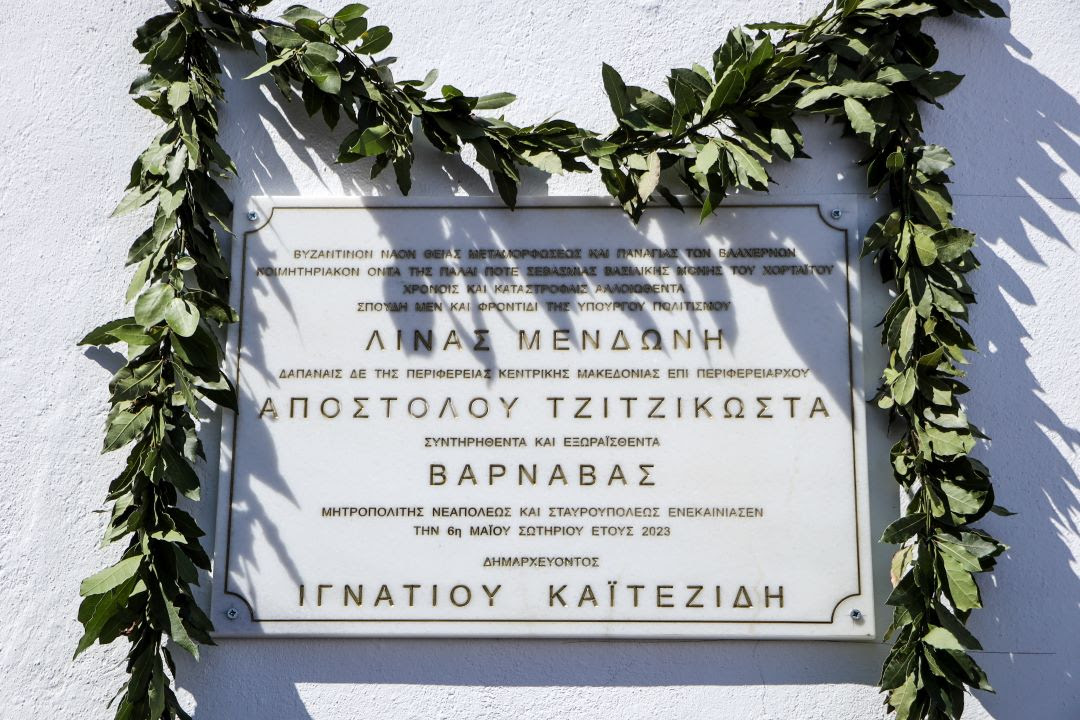 ΒΥΖΑΝΤΙΝΟΝ ΝΑΟΝ ΘΕΙΑΣ ΜΕΤΑΜΟΡΦΩΣΕΩΣ ΚΑΙ ΠΑΝΑΓΙΑΣ ΤΩΝ ΒΛΑΧΕΡΝΩΝ
ΚΟΙΜΗΤΗΡΙΑΚΟΝ ΟΝΤΑ ΤΗΣ ΠΑΛΑΙ ΠΟΤΕ ΣΕΒΑΣΜΙΑΣ ΒΑΣΙΛΙΚΗΣ ΜΟΝΗΣ ΤΟΥ ΧΟΡΤΑΪΤΟΥ
ΧΡΟΝΟΙΣ ΚΑΙ ΚΑΤΑΣΤΡΟΦΑΙΣ ΑΛΛΟΙΩΘΕΝΤΑ
ΣΠΟΥΔΗ ΜΕΝ ΚΑΙ ΦΡΟΝΤΙΔΙ ΤΗΣ ΥΠΟΥΡΓΟΥ ΠΟΛΙΤΙΣΜΟΥ
ΛΙΝΑΣ ΜΕΝΔΩΝΗ
ΔΑΠΑΝΑΙΣ ΔΕ ΤΗΣ ΠΕΡΙΦΕΡΕΙΑΣ ΚΕΝΤΡΙΚΗΣ ΜΑΚΕΔΟΝΙΑΣ ΕΠΙ ΠΕΡΙΦΕΡΕΙΑΡΧΟΥ
ΑΠΟΣΤΟΛΟΥ ΤΖΙΤΖΙΚΩΣΤΑ
ΣΥΝΤΗΡΗΘΕΝΤΑ ΚΑΙ ΕΞΩΡΑΪΣΘΕΝΤΑ
ΒΑΡΝΑΒΑΣ
ΜΗΤΡΟΠΟΛΙΤΗΣ ΝΕΑΠΟΛΕΩΣ ΚΑΙ ΣΤΑΥΡΟΥΠΟΛΕΩΣ ΕΝΕΚΑΙΝΙΑΣΕΝ
ΤΗΝ 6η ΜΑΪΟΥ ΣΩΤΗΡΙΟΥ ΕΤΟΥΣ 2023
ΔΗΜΑΡΧΕΥΟΝΤΟΣ
ΙΓΝΑΤΙΟΥ ΚΑΪΤΕΖΙΔΗ